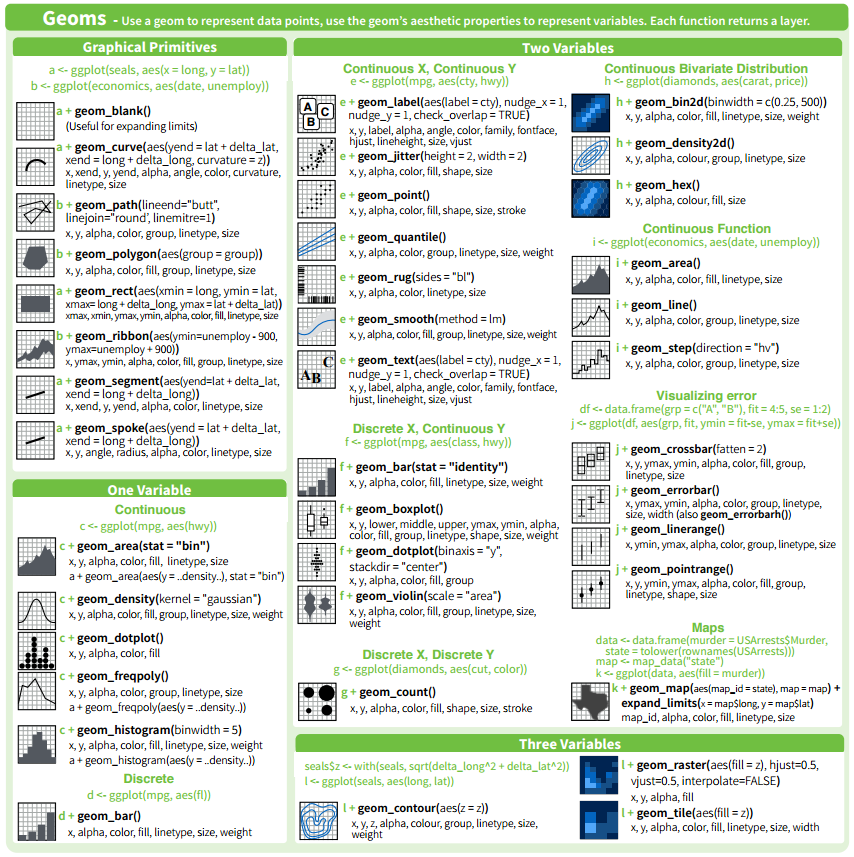 Geoms - Use a geom to represent data points, use the geom's aesthetic properties to represent variables. Each function returns a layer.
Graphical Primitives
a <- ggplot(seals, aes(x = long, y = lat))
b <- ggplot(economics, aes(date, unemploy))
a + geom_blank()
(Useful for expanding limits)
a + geom_curve(aes(yend = lat + delta_lat,
xend = long + delta_long, curvature = z))
x, xend, y, yend, alpha, angle, color, curvature,
linetype, size
b + geom_path(lineend="butt",
linejoin="round', linemitre=1)
x, y, alpha, color, group, linetype, size
b + geom_polygon(aes(group = group))
x, y, alpha, color, fill, group, linetype, size
a + geom_rect(aes(xmin = long, ymin = lat,
xmax= long + delta_long, ymax = lat + delta_lat))
xmax, xmin, ymax, ymin, alpha, color, fill, linetype, size
b + geom_ribbon(aes(ymin=unemploy - 900,
ymax=unemploy + 900))
x, ymax, ymin, alpha, color, fill, group, linetype, size
a + geom_segment(aes(yend=lat + delta_lat,
xend = long + delta_long))
x, xend, y, yend, alpha, color, linetype, size
a + geom_spoke(aes(yend = lat + delta_lat,
xend = long + delta_long))
x, y, angle, radius, alpha, color, linetype, size
One Variable
Continuous
c <- ggplot(mpg, aes(hwy))
c + geom_area(stat = "bin")
x, y, alpha, color, fill, linetype, size
a + geom_area(aes(y = ..density..), stat = "bin")
c + geom_density(kernel = "gaussian")
x, y, alpha, color, fill, group, linetype, size, weight
c + geom_dotplot()
x, y, alpha, color, fill
c + geom_freqpoly()
x, y, alpha, color, group, linetype, size
a + geom_freqpoly(aes(y = ..density..))
c + geom_histogram(binwidth = 5)
x, y, alpha, color, fill, linetype, size, weight
a + geom_histogram(aes(y = ..density..))
Discrete
d <- ggplot(mpg, aes(fl))
d + geom_bar()
x, alpha, color, fill, linetype, size, weight
Two Variables
Continuous X, Continuous Y
e <- ggplot(mpg, aes(cty, hwy))
A
C
B
e + geom_label(aes(label = cty), nudge_x = 1,
nudge_y = 1, check_overlap = TRUE)
x, y, label, alpha, angle, color, family, fontface,
hjust, lineheight, size, vjust
e + geom_jitter(height = 2, width = 2)
x, y, alpha, color, fill, shape, size
e + geom_point()
x, y, alpha, color, fill, shape, size, stroke
e + geom_quantile()
x, y, alpha, color, group, linetype, size, weight
e + geom_rug(sides = "bl")
x, y, alpha, color, linetype, size
e + geom_smooth(method = lm)
x, y, alpha, color, fill, group, linetype, size, weight
C
A B
e + geom_text(aes(label = cty), nudge_x = 1,
nudge_y = 1, check_overlap = TRUE)
x, y, label, alpha, angle, color, family, fontface,
hjust, lineheight, size, vjust
Discrete X, Continuous Y
f <- ggplot(mpg, aes(class, hwy))
f + geom_bar(stat = "identity")
x, y, alpha, color, fill, linetype, size, weight
f + geom_boxplot()
x, y, lower, middle, upper, ymax, ymin, alpha,
color, fill, group, linetype, shape, size, weight
f + geom_dotplot(binaxis = "y",
stackdir = "center")
x, y, alpha, color, fill, group
f + geom_violin(scale = "area")
x, y, alpha, color, fill, group, linetype, size,
weight
Discrete X, Discrete Y
g <- ggplot(diamonds, aes(cut, color))
g + geom_count()
x, y, alpha, color, fill, shape, size, stroke
Continuous Bivariate Distribution
h <- ggplot(diamonds, aes(carat, price))
h + geom_bin2d(binwidth = c(0.25, 500))
x, y, alpha, color, fill, linetype, size, weight
h + geom_density2d()
x, y, alpha, colour, group, linetype, size
h + geom_hex()
x, y, alpha, colour, fill, size
Continuous Function
i <- ggplot(economics, aes(date, unemploy))
i + geom_area()
x, y, alpha, color, fill, linetype, size
i + geom_line()
x, y, alpha, color, group, linetype, size
i + geom_step(direction = "hv")
x, y, alpha, color, group, linetype, size
Visualizing error
df <- data.frame(grp = c("A", "B"), fit = 4:5, se = 1:2)
j <- ggplot(df, aes(grp, fit, ymin = fit-se, ymax = fit+se))
j + geom_crossbar(fatten = 2)
x, y, ymax, ymin, alpha, color, fill, group,
linetype, size
j + geom_errorbar()
x, ymax, ymin, alpha, color, group, linetype,
size, width (also geom_errorbarh())
j + geom_linerange()
x, ymin, ymax, alpha, color, group, linetype, size
j + geom_pointrange()
x, y, ymin, ymax, alpha, color, fill, group,
linetype, shape, size
Maps
data <- data.frame(murder = USArrests$Murder,
state = tolower(rownames(USArrests)))
map <- map_data("state")
k <- ggplot(data, aes(fill = murder))
k + geom_map(aes(map_id = state), map = map) +
expand_limits(x = map$long, y = map$lat)
map_id, alpha, color, fill, linetype, size
Three Variables
seals$z <- with(seals, sqrt(delta_long^2 + delta_lat^2))
l <- ggplot(seals, aes(long, lat))
l + geom_contour(aes(z = z))
x, y, z, alpha, colour, group, linetype, size,
weight
l + geom_raster(aes(fill = z), hjust=0.5,
vjust=0.5, interpolate=FALSE)
x, y, alpha, fill
l + geom_tile(aes(fill = z))
x, y, alpha, color, fill, linetype, size, width